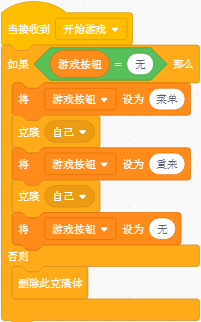 当接收到 开始游戏
如果 游戏按钮 = 无 那么
将 游戏按钮 设为 菜单
克隆 自己
将 游戏按钮 设为 重来
克隆 自己
将 游戏按钮 设为 无
否则
删除此克隆体